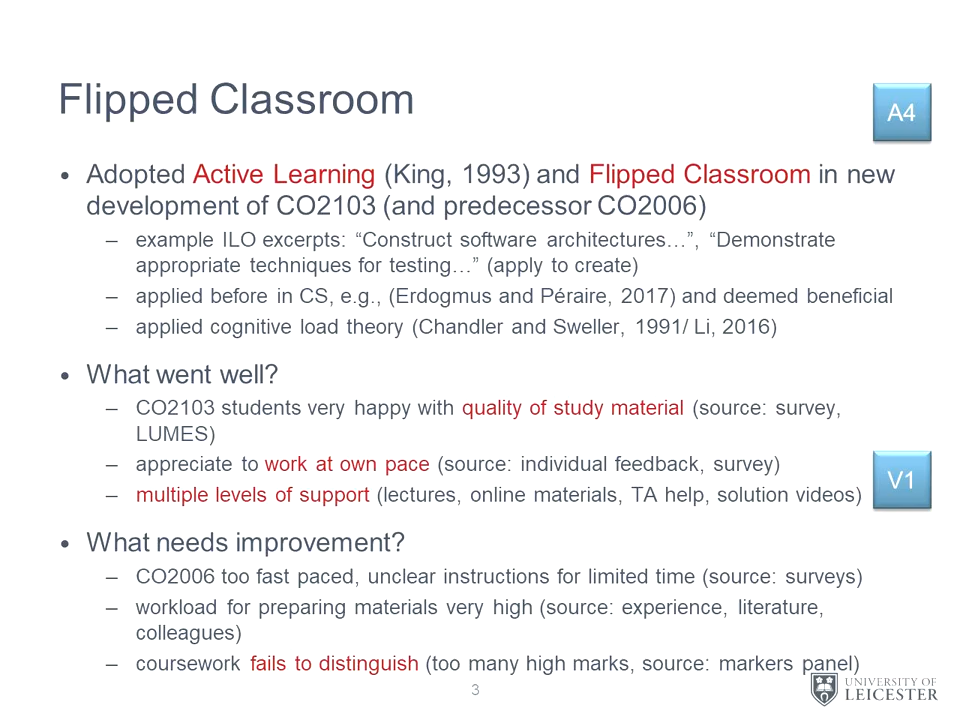 Flipped Classroom
A4
• Adopted Active Learning (King, 1993) and Flipped Classroom in new
development of CO2103 (and predecessor CO2006)
– example ILO excerpts: “Construct software architectures…”, “Demonstrate
appropriate techniques for testing…” (apply to create)
– applied before in CS, e.g., (Erdogmus and Péraire, 2017) and deemed beneficial
– applied cognitive load theory (Chandler and Sweller, 1991/ Li, 2016)
• What went well?
– CO2103 students very happy with quality of study material (source: survey,
LUMES)
– appreciate to work at own pace (source: individual feedback, survey)
– multiple levels of support (lectures, online materials, TA help, solution videos)
V1
• What needs improvement?
– CO2006 too fast paced, unclear instructions for limited time (source: surveys)
– workload for preparing materials very high (source: experience, literature,
colleagues)
– coursework fails to distinguish (too many high marks, source: markers panel)
3
UNIVERSITY OF
LEICESTER